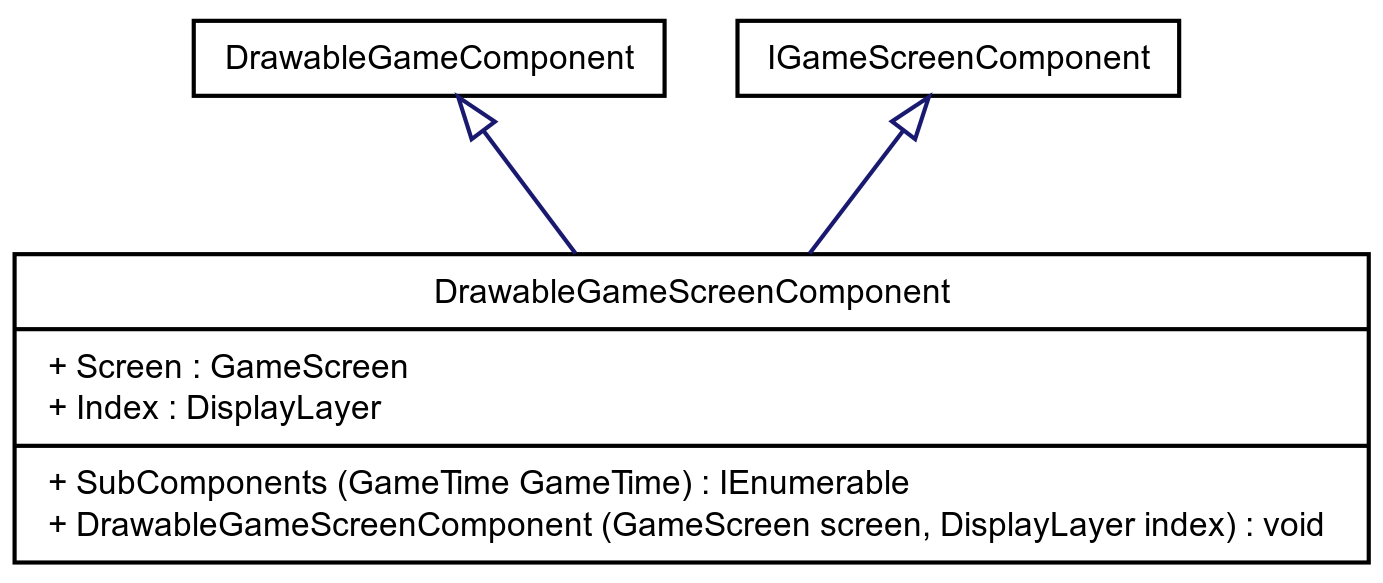 DrawableGameComponent
IGameScreenComponent
DrawableGameScreenComponent
+ Screen : GameScreen
+ Index : DisplayLayer
+ SubComponents (GameTime GameTime) : IEnumerable
+ DrawableGameScreenComponent (GameScreen screen, DisplayLayer index) : void